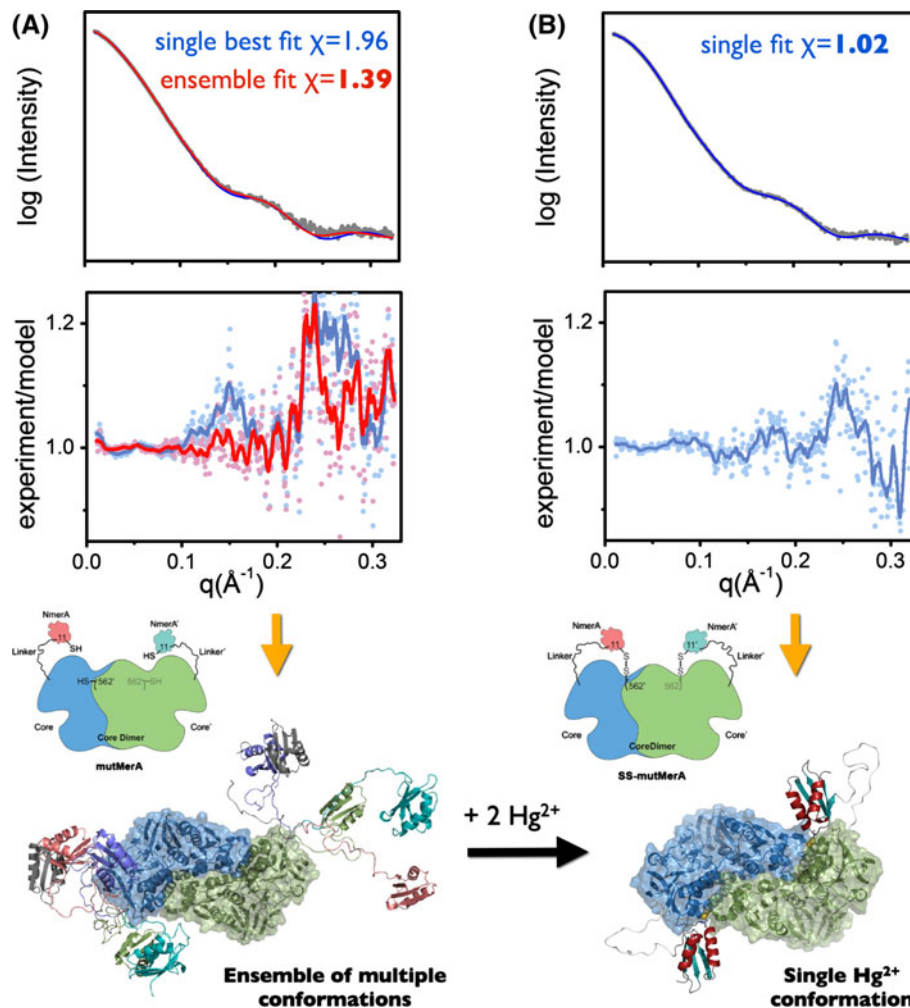 (A)
single best fit χ=1.96
ensemble fit χ=1.39
log (Intensity)
experiment/model
1.2
1.0
0.0
0.1
0.2
0.3
q(Å⁻¹)
(B)
single fit χ=1.02
log (Intensity)
experiment/model
1.2
1.0
0.0
0.1
0.2
0.3
q(Å⁻¹)
NmerA
11
SH
NmerA'
11'
HS
Linker
Linker'
HS
562'
562
SH
Core
Core'
Core Dimer
mutMerA
NmerA
11
S
S
NmerA'
11'
S
S
Linker
Linker'
562'
562
Core
Core'
CoreDimer
SS-mutMerA
+ 2 Hg²⁺
Ensemble of multiple
conformations
Single Hg²⁺
conformation